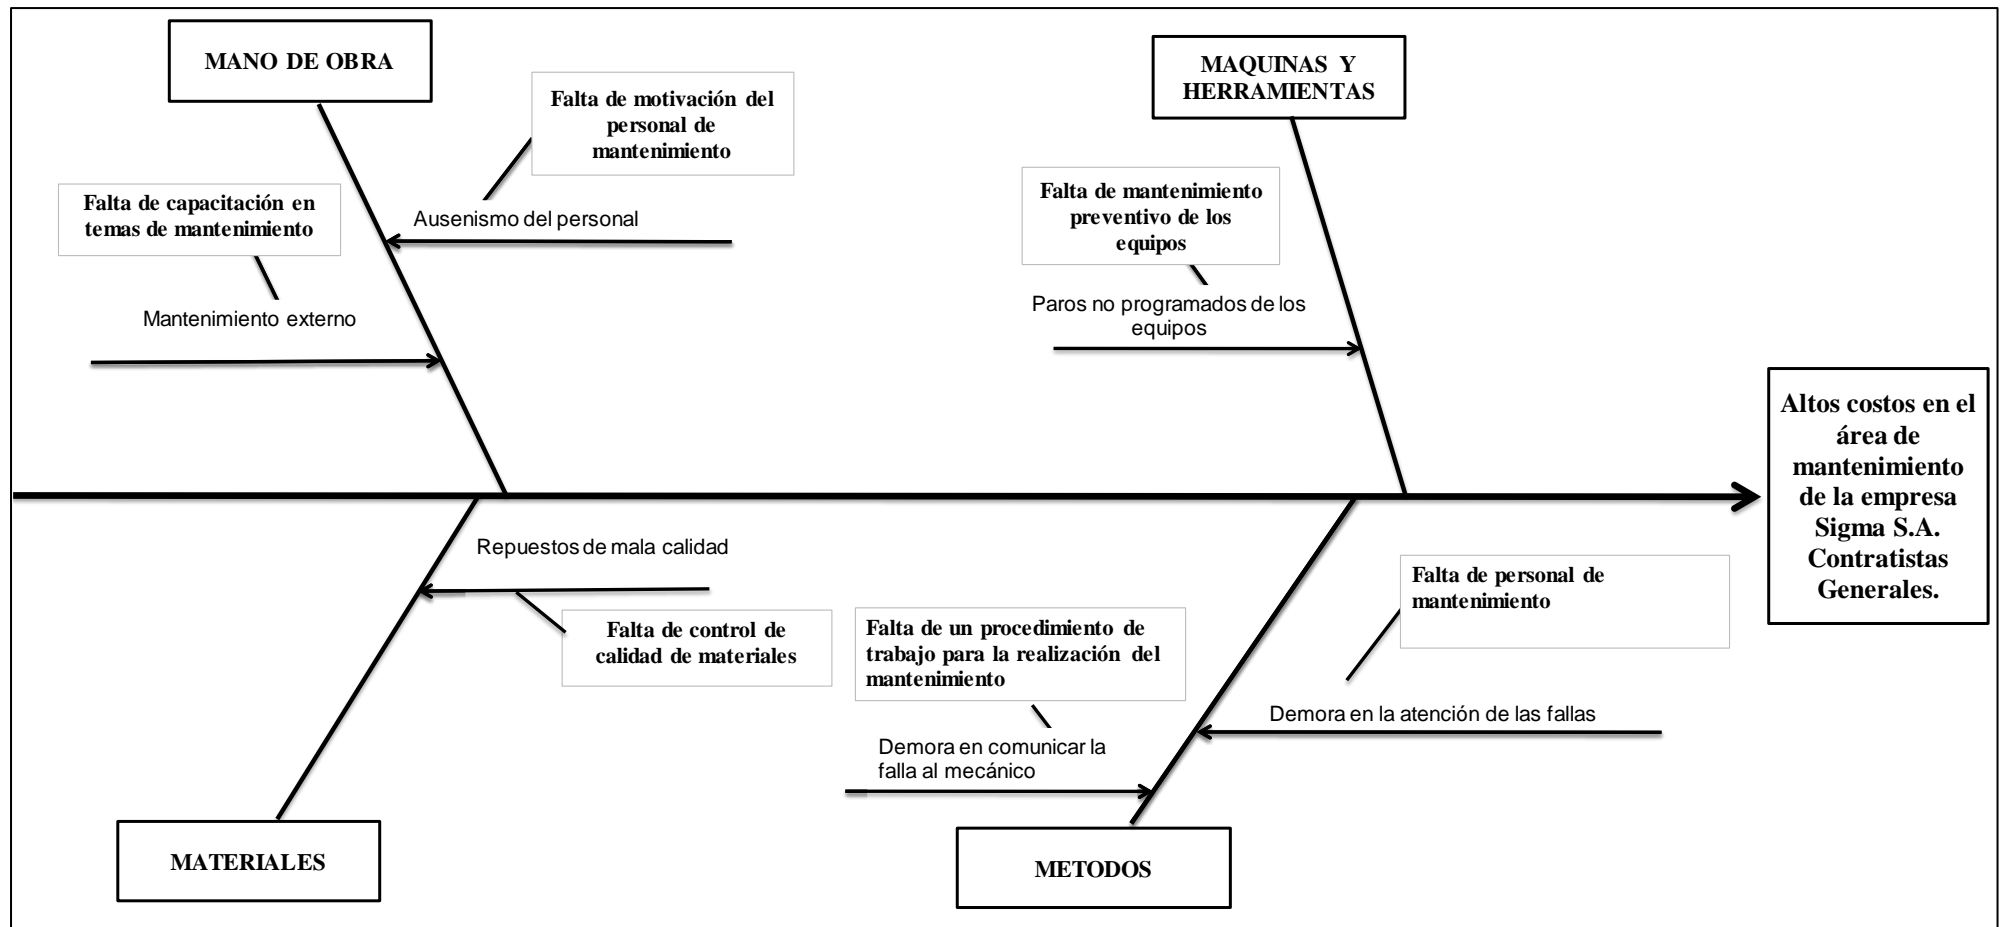 MANO DE OBRA
Falta de motivación del
personal de
mantenimiento
Falta de capacitación en
temas de mantenimiento
Ausenismo del personal
Mantenimiento externo
MAQUINAS Y
HERRAMIENTAS
Falta de mantenimiento
preventivo de los
equipos
Paros no programados de los
equipos
Altos costos en el
área de
mantenimiento
de la empresa
Sigma S.A.
Contratistas
Generales.
Repuestos de mala calidad
Falta de control de
calidad de materiales
MATERIALES
Falta de un procedimiento de
trabajo para la realización del
mantenimiento
Demora en comunicar la
falla al mecánico
Falta de personal de
mantenimiento
Demora en la atención de las fallas
METODOS